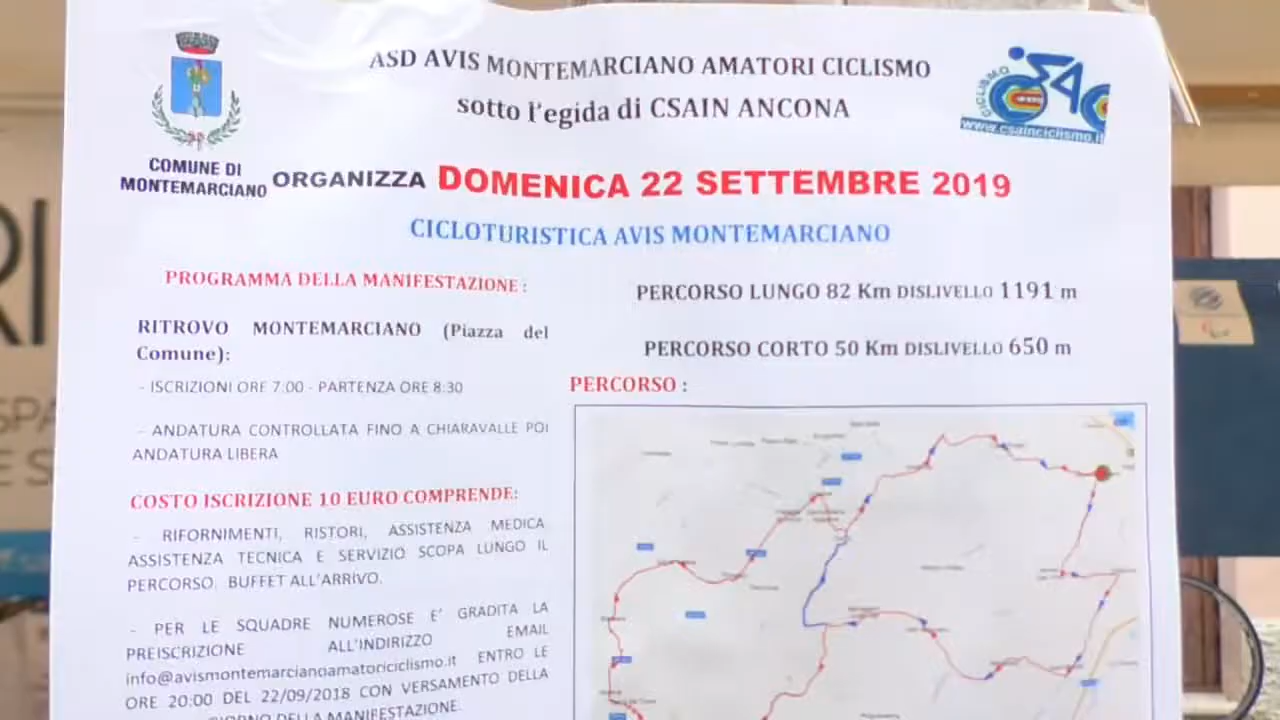 ASD AVIS MONTEMARCIANO AMATORI CICLISMO
sotto l'egida di CSAIN ANCONA
CICLISMO
www.csainciclismo.it
COMUNE DI
MONTEMARCIANO
ORGANIZZA DOMENICA 22 SETTEMBRE 2019
CICLOTURISTICA AVIS MONTEMARCIANO
PROGRAMMA DELLA MANIFESTAZIONE :
RITROVO MONTEMARCIANO (Piazza del
Comune):
- ISCRIZIONI ORE 7.00 - PARTENZA ORE 8:30
- ANDATURA CONTROLLATA FINO A CHIARAVALLE POI
ANDATURA LIBERA
COSTO ISCRIZIONE 10 EURO COMPRENDE:
- RIFORNIMENTI, RISTORI, ASSISTENZA MEDICA
ASSISTENZA TECNICA E SERVIZIO SCOPA LUNGO IL
PERCORSO. BUFFET ALL'ARRIVO.
- PER LE SQUADRE NUMEROSE E' GRADITA LA
PREISCRIZIONE ALL'INDIRIZZO EMAIL
info@avismontemarcianoamatoriciclismo.it ENTRO LE
ORE 20:00 DEL 22/09/2018 CON VERSAMENTO DELLA
GIORNO DELLA MANIFESTAZIONE.
PERCORSO LUNGO 82 Km DISLIVELLO 1191 m
PERCORSO CORTO 50 Km DISLIVELLO 650 m
PERCORSO :